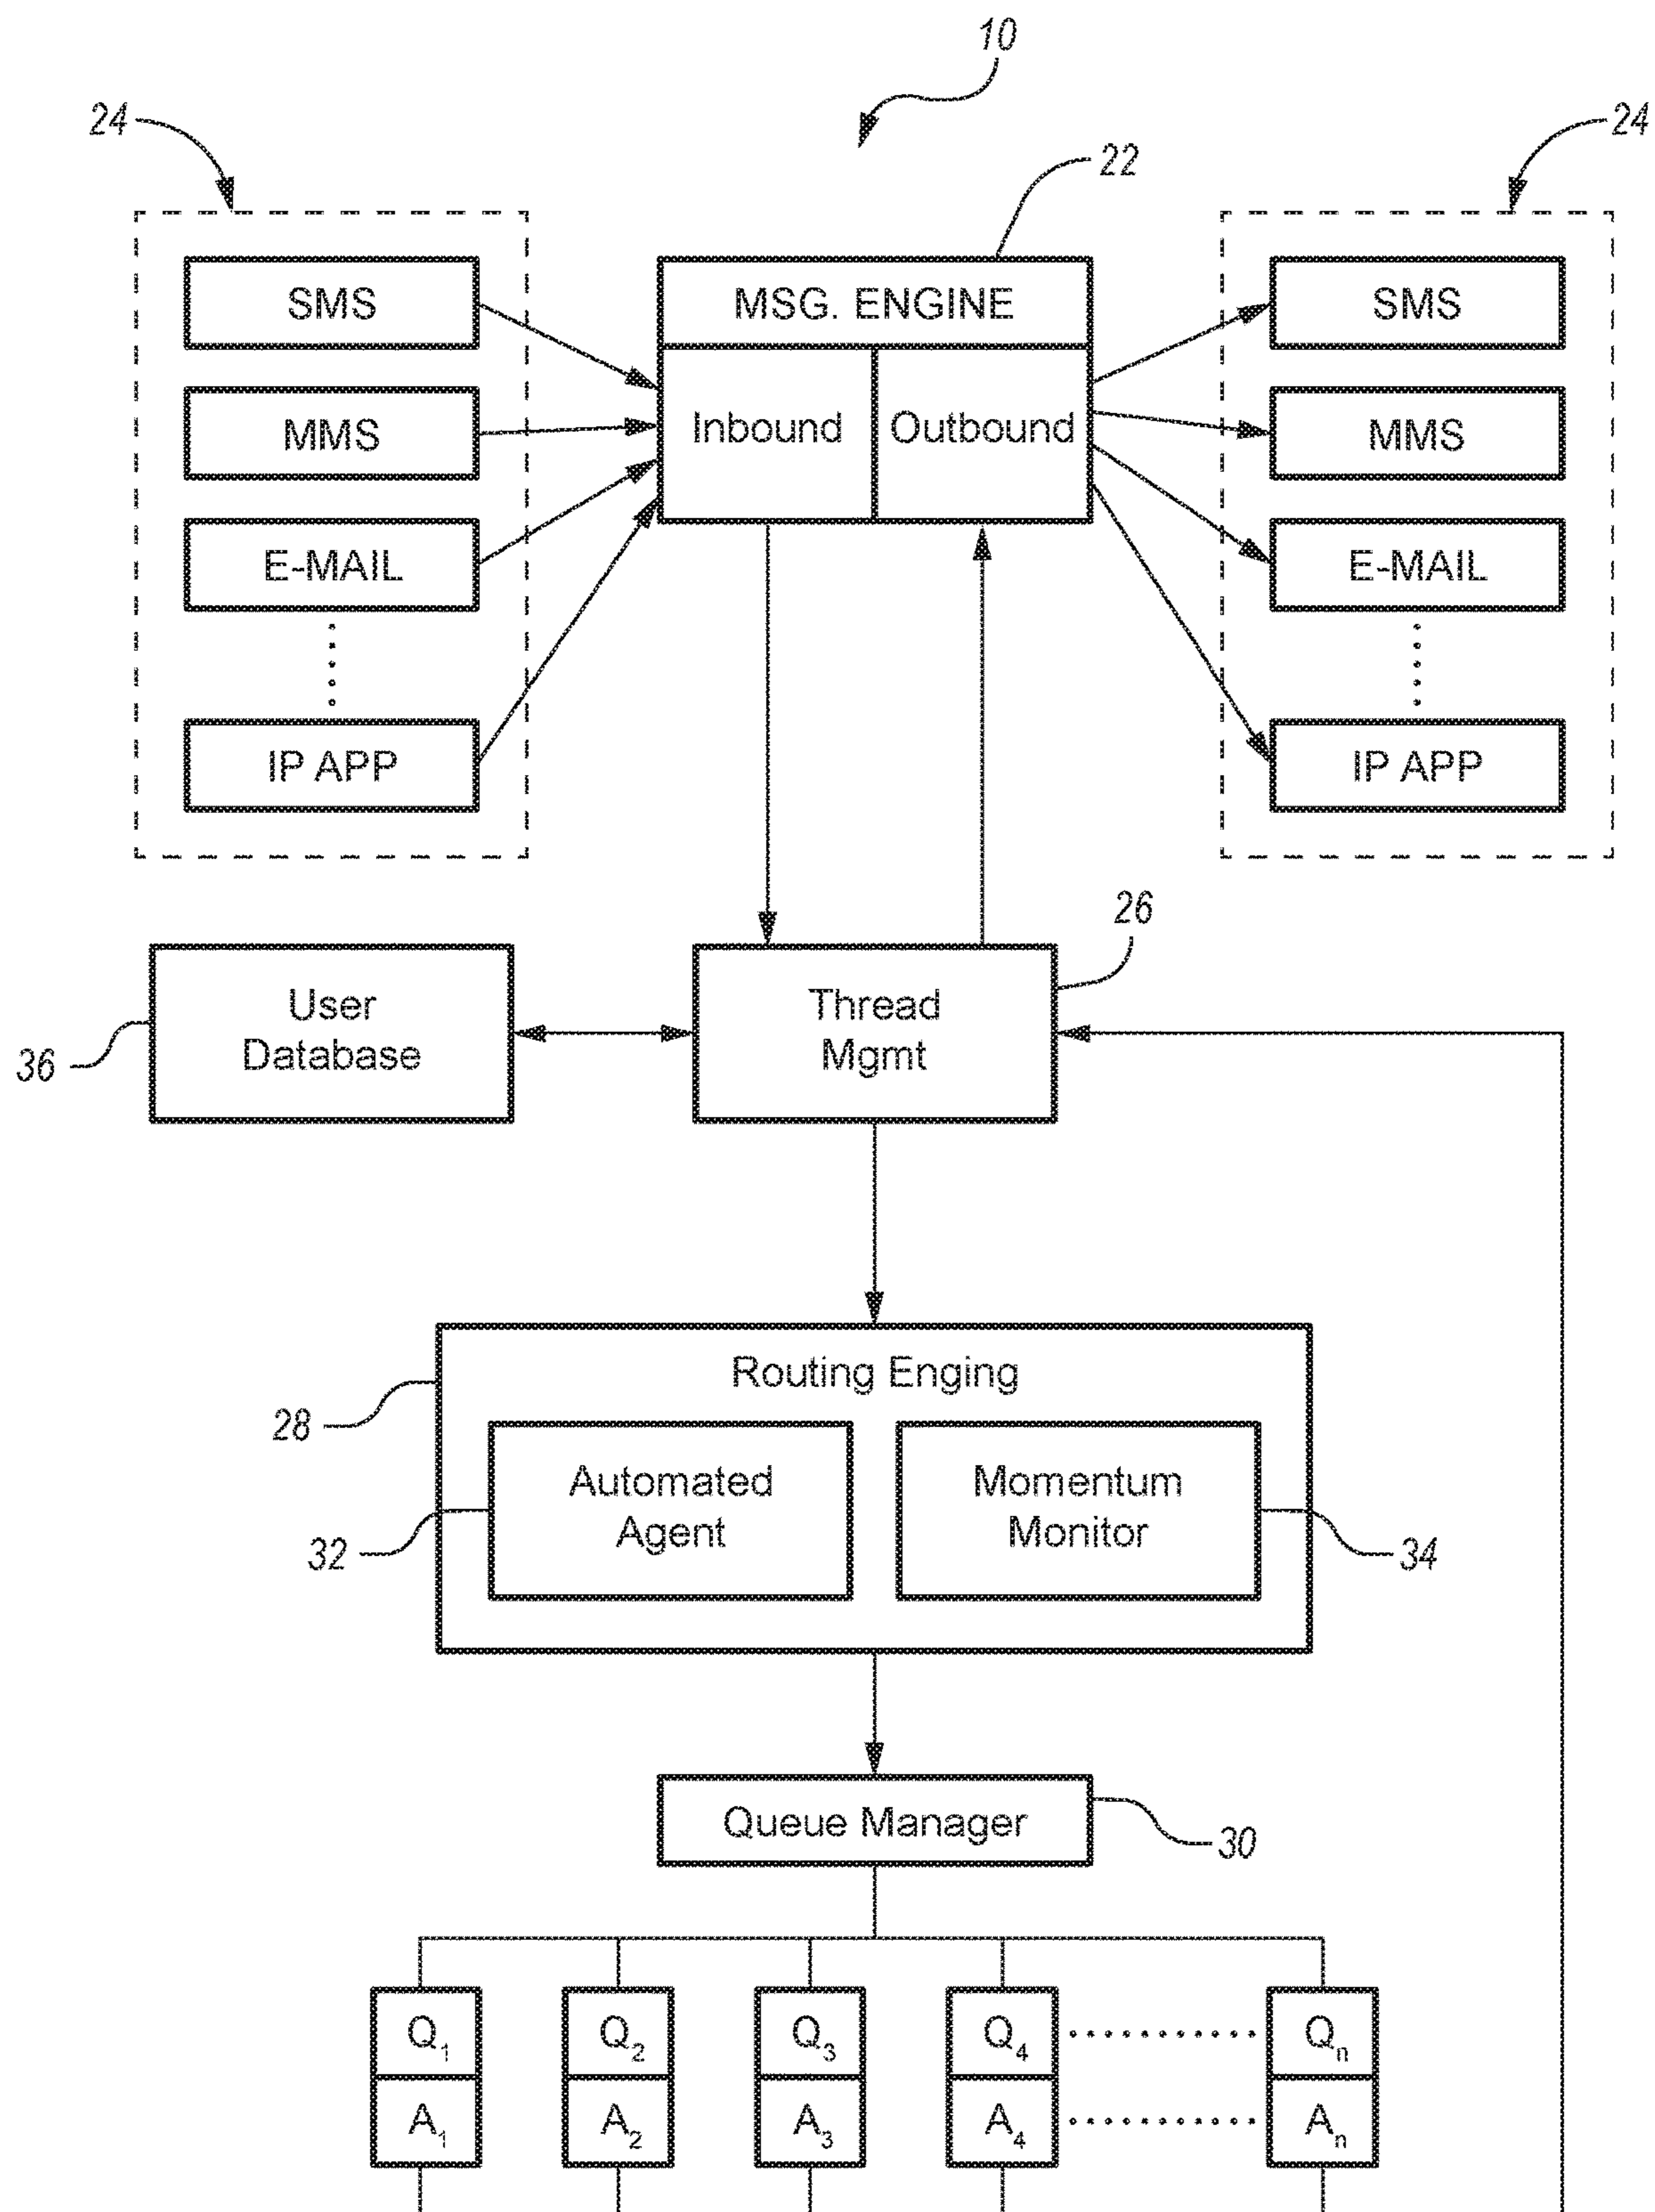 10
24
24
22
SMS
MMS
E-MAIL
IP APP
MSG. ENGINE
Inbound
Outbound
SMS
MMS
E-MAIL
IP APP
26
User
Database
36
Thread
Mgmt
Routing Enging
28
Automated
Agent
32
Momentum
Monitor
34
Queue Manager
30
Q1 Q2 Q3 Q4 Qn
A1 A2 A3 A4 An